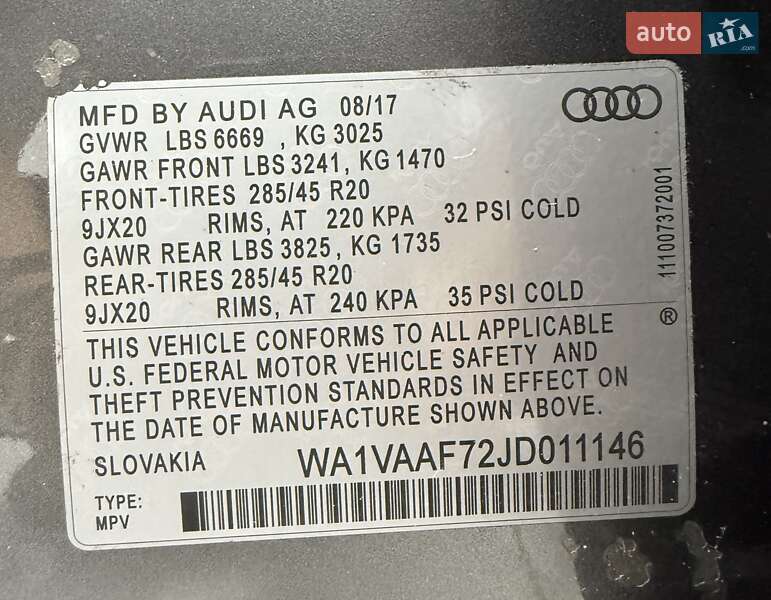 auto RIA .com
MFD BY AUDI AG 08/17
GVWR LBS 6669 , KG 3025
GAWR FRONT LBS 3241, KG 1470
FRONT-TIRES 285/45 R20
9JX20 RIMS, AT 220 KPA 32 PSI COLD
GAWR REAR LBS 3825, KG 1735
REAR-TIRES 285/45 R20
9JX20 RIMS, AT 240 KPA 35 PSI COLD
111007372001
®
THIS VEHICLE CONFORMS TO ALL APPLICABLE
U.S. FEDERAL MOTOR VEHICLE SAFETY AND
THEFT PREVENTION STANDARDS IN EFFECT ON
THE DATE OF MANUFACTURE SHOWN ABOVE.
SLOVAKIA WA1VAAF72JD011146
TYPE:
MPV